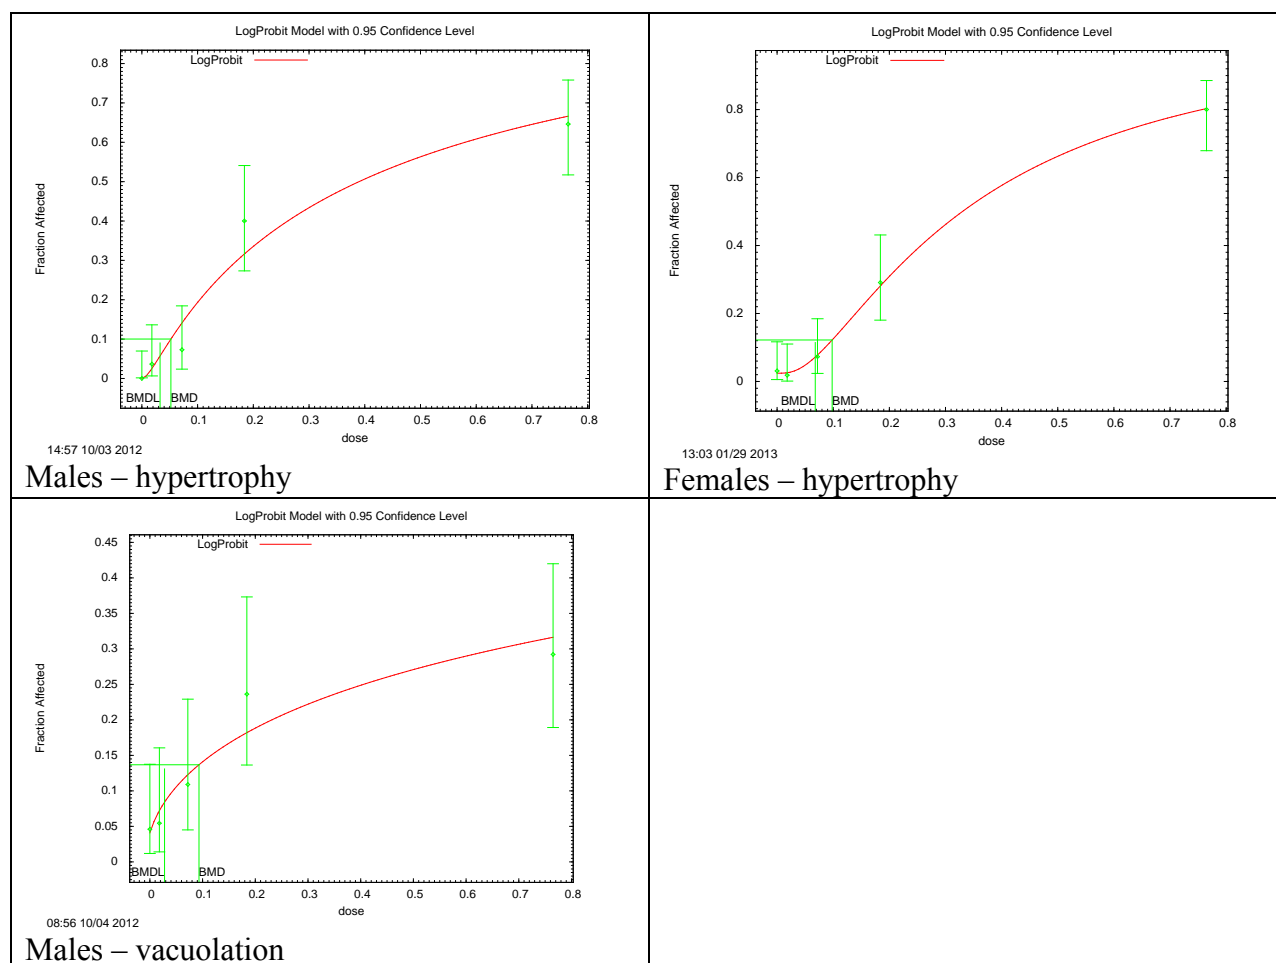 LogProbit Model with 0.95 Confidence Level
LogProbit
0.8
0.7
0.6
0.5
0.4
0.3
0.2
0.1
0
Fraction Affected
BMDL BMD
0 0.1 0.2 0.3 0.4 0.5 0.6 0.7 0.8
dose
14:57 10/03 2012
Males – hypertrophy
LogProbit Model with 0.95 Confidence Level
LogProbit
0.8
0.6
0.4
0.2
0
Fraction Affected
BMDL BMD
0 0.1 0.2 0.3 0.4 0.5 0.6 0.7 0.8
dose
13:03 01/29 2013
Females – hypertrophy
LogProbit Model with 0.95 Confidence Level
LogProbit
0.45
0.4
0.35
0.3
0.25
0.2
0.15
0.1
0.05
0
Fraction Affected
BMDL BMD
0 0.1 0.2 0.3 0.4 0.5 0.6 0.7 0.8
dose
08:56 10/04 2012
Males – vacuolation